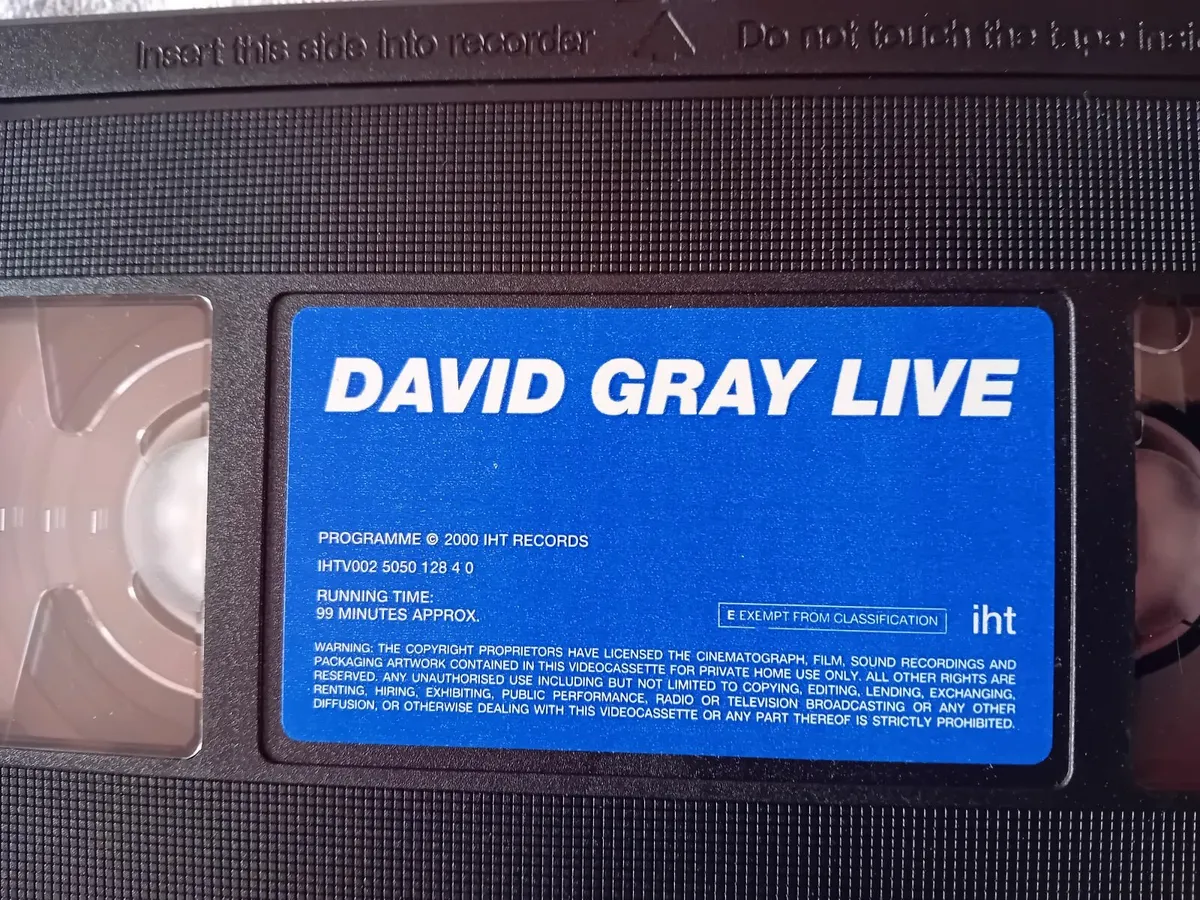 Insert this side into recorder
Do not touch the tape
DAVID GRAY LIVE
PROGRAMME © 2000 IHT RECORDS
IHTV002 5050 128 4 0
RUNNING TIME:
99 MINUTES APPROX.
E EXEMPT FROM CLASSIFICATION
iht
WARNING: THE COPYRIGHT PROPRIETORS HAVE LICENSED THE CINEMATOGRAPH, FILM, SOUND RECORDINGS AND
PACKAGING ARTWORK CONTAINED IN THIS VIDEOCASSETTE FOR PRIVATE HOME USE ONLY. ALL OTHER RIGHTS ARE
RESERVED. ANY UNAUTHORISED USE INCLUDING BUT NOT LIMITED TO COPYING, EDITING, LENDING, EXCHANGING,
RENTING, HIRING, EXHIBITING, PUBLIC PERFORMANCE, RADIO OR TELEVISION BROADCASTING OR ANY OTHER
DIFFUSION, OR OTHERWISE DEALING WITH THIS VIDEOCASSETTE OR ANY PART THEREOF IS STRICTLY PROHIBITED.